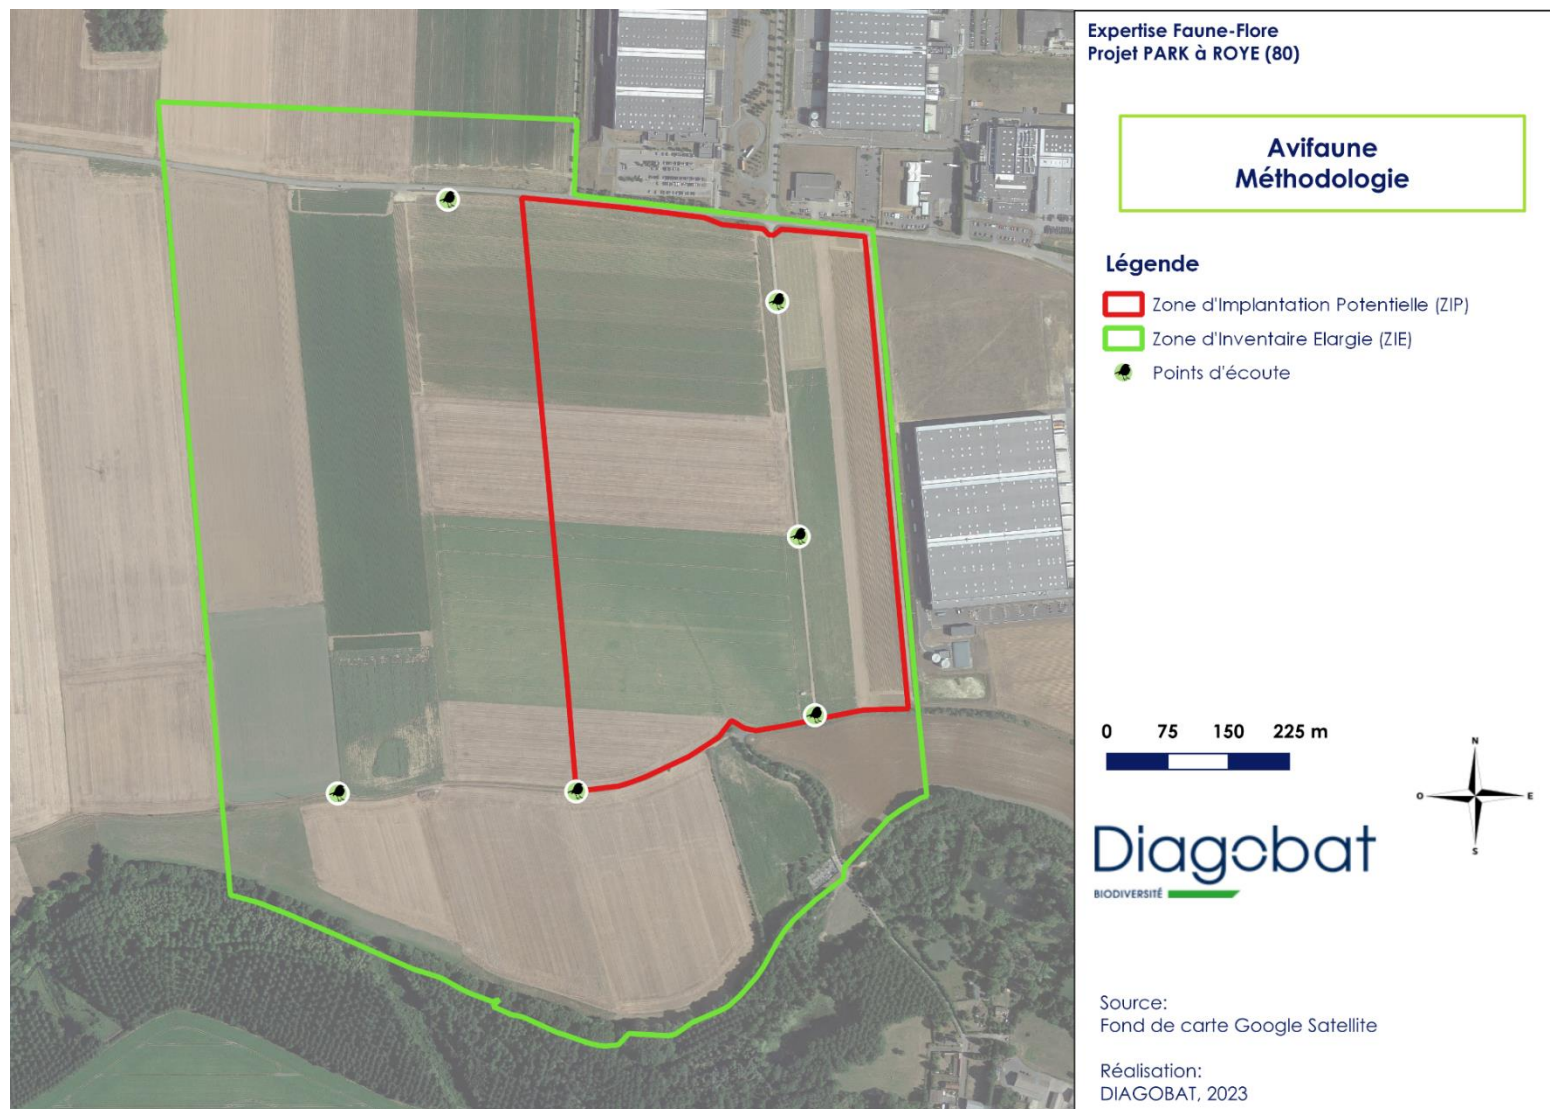 Expertise Faune-Flore
Projet PARK à ROYE (80)
Avifaune
Méthodologie
Légende
Zone d'Implantation Potentielle (ZIP)
Zone d'Inventaire Elargie (ZIE)
Points d'écoute
0 75 150 225 m
N
O E
S
Diagobat
BIODIVERSITÉ
Source:
Fond de carte Google Satellite
Réalisation:
DIAGOBAT, 2023